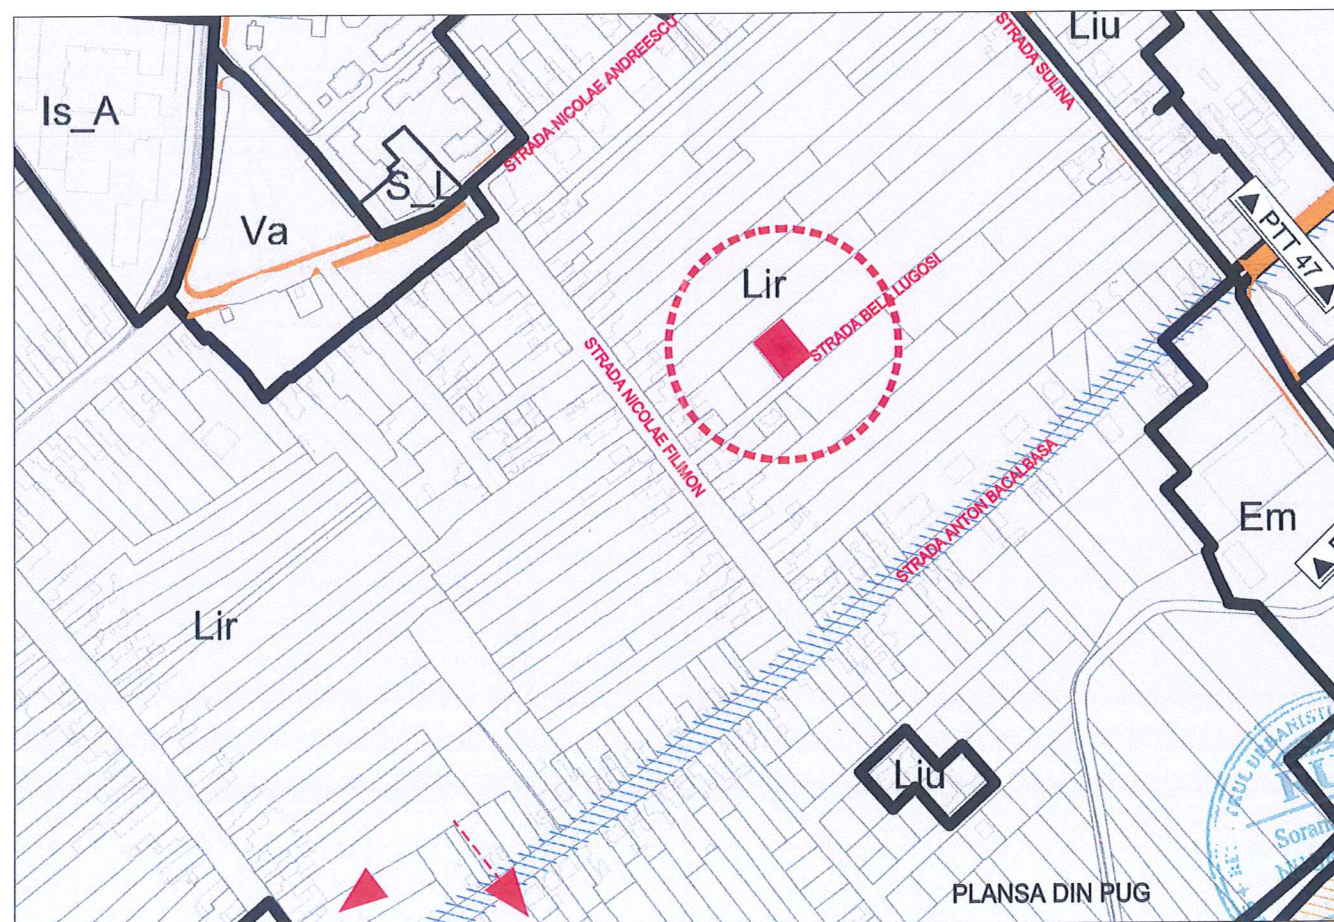 Liu
STRADA NICOLAE ANDREESCU
STRADA SULINA
Is_A
S_L
Va
PTT 47
Lir
STRADA BELA LUGOSI
STRADA NICOLAE FILIMON
STRADA ANTON BACALBASA
Em
Lir
Liu
PLANSA DIN PUG